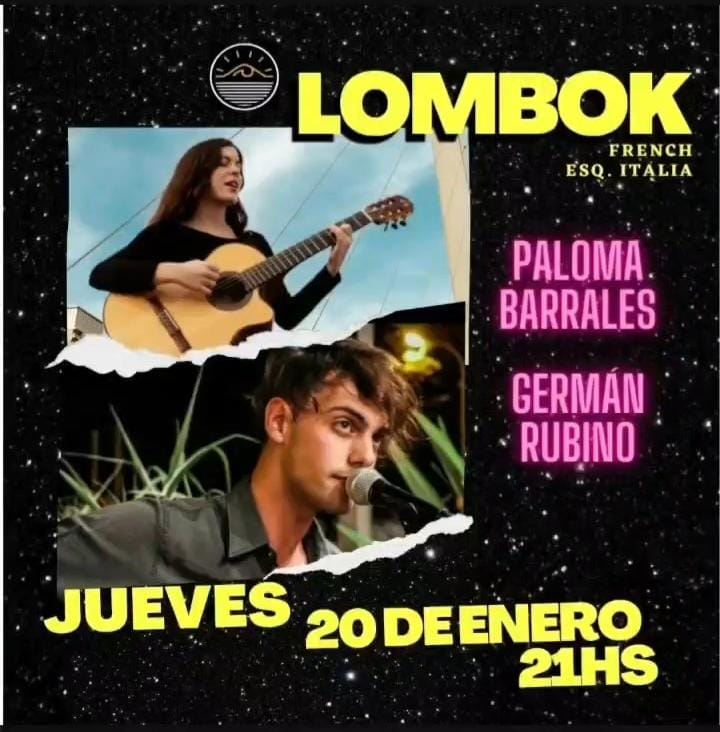 LOMBOK
FRENCH
ESQ. ITALIA
PALOMA
BARRALES
GERMÁN
RUBINO
JUEVES 20 DE ENERO
21HS